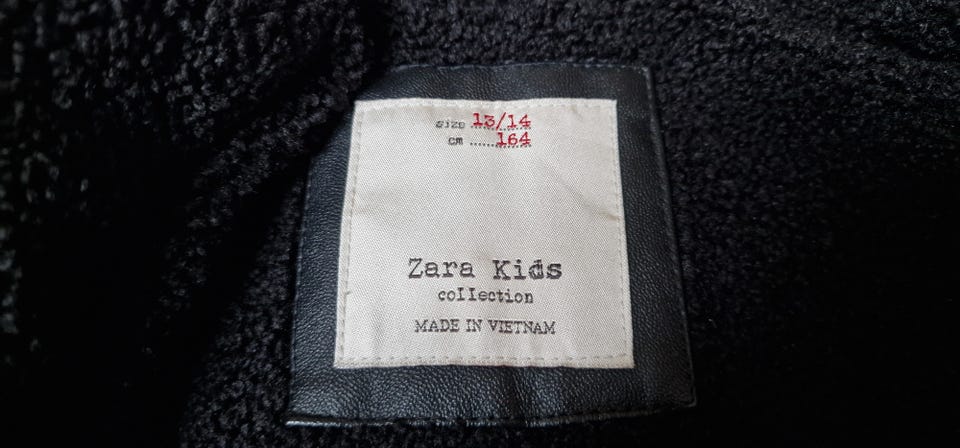 size 13/14
cm ......164
Zara Kids
collection
MADE IN VIETNAM